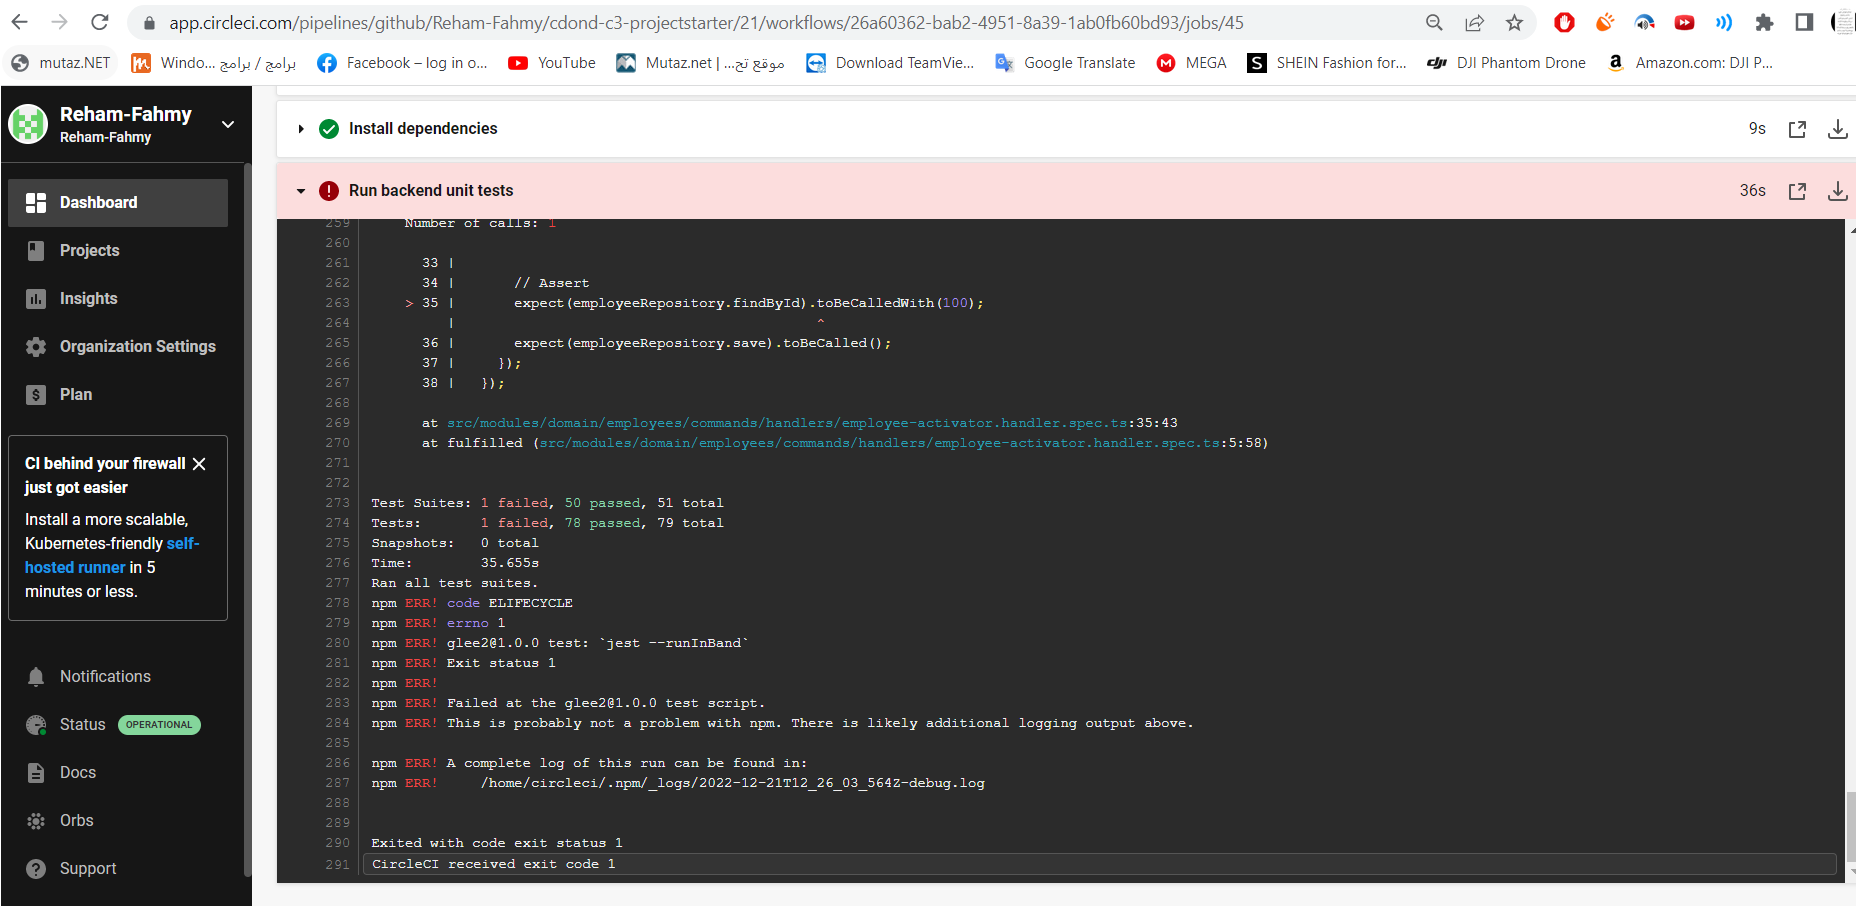 app.circleci.com/pipelines/github/Reham-Fahmy/cdond-c3-projectstarter/21/workflows/26a60362-bab2-4951-8a39-1ab0fb60bd93/jobs/45
mutaz.NET
Windo... برامج / برامج
Facebook – log in o...
YouTube
Mutaz.net | ...موقع تح
Download TeamVie...
Google Translate
MEGA
SHEIN Fashion for...
DJI Phantom Drone
Amazon.com: DJI P...
Reham-Fahmy
Reham-Fahmy
Dashboard
Projects
Insights
Organization Settings
Plan
CI behind your firewall
just got easier
Install a more scalable,
Kubernetes-friendly self-
hosted runner in 5
minutes or less.
Notifications
Status OPERATIONAL
Docs
Orbs
Support
Install dependencies 9s
Run backend unit tests 36s
259 Number of calls: 1
260
261 33 |
262 34 | // Assert
263 > 35 | expect(employeeRepository.findById).toBeCalledWith(100);
264 | ^
265 36 | expect(employeeRepository.save).toBeCalled();
266 37 | });
267 38 | });
268
269 at src/modules/domain/employees/commands/handlers/employee-activator.handler.spec.ts:35:43
270 at fulfilled (src/modules/domain/employees/commands/handlers/employee-activator.handler.spec.ts:5:58)
271
272
273 Test Suites: 1 failed, 50 passed, 51 total
274 Tests: 1 failed, 78 passed, 79 total
275 Snapshots: 0 total
276 Time: 35.655s
277 Ran all test suites.
278 npm ERR! code ELIFECYCLE
279 npm ERR! errno 1
280 npm ERR! glee2@1.0.0 test: `jest --runInBand`
281 npm ERR! Exit status 1
282 npm ERR!
283 npm ERR! Failed at the glee2@1.0.0 test script.
284 npm ERR! This is probably not a problem with npm. There is likely additional logging output above.
285
286 npm ERR! A complete log of this run can be found in:
287 npm ERR! /home/circleci/.npm/_logs/2022-12-21T12_26_03_564Z-debug.log
288
289
290 Exited with code exit status 1
291 CircleCI received exit code 1